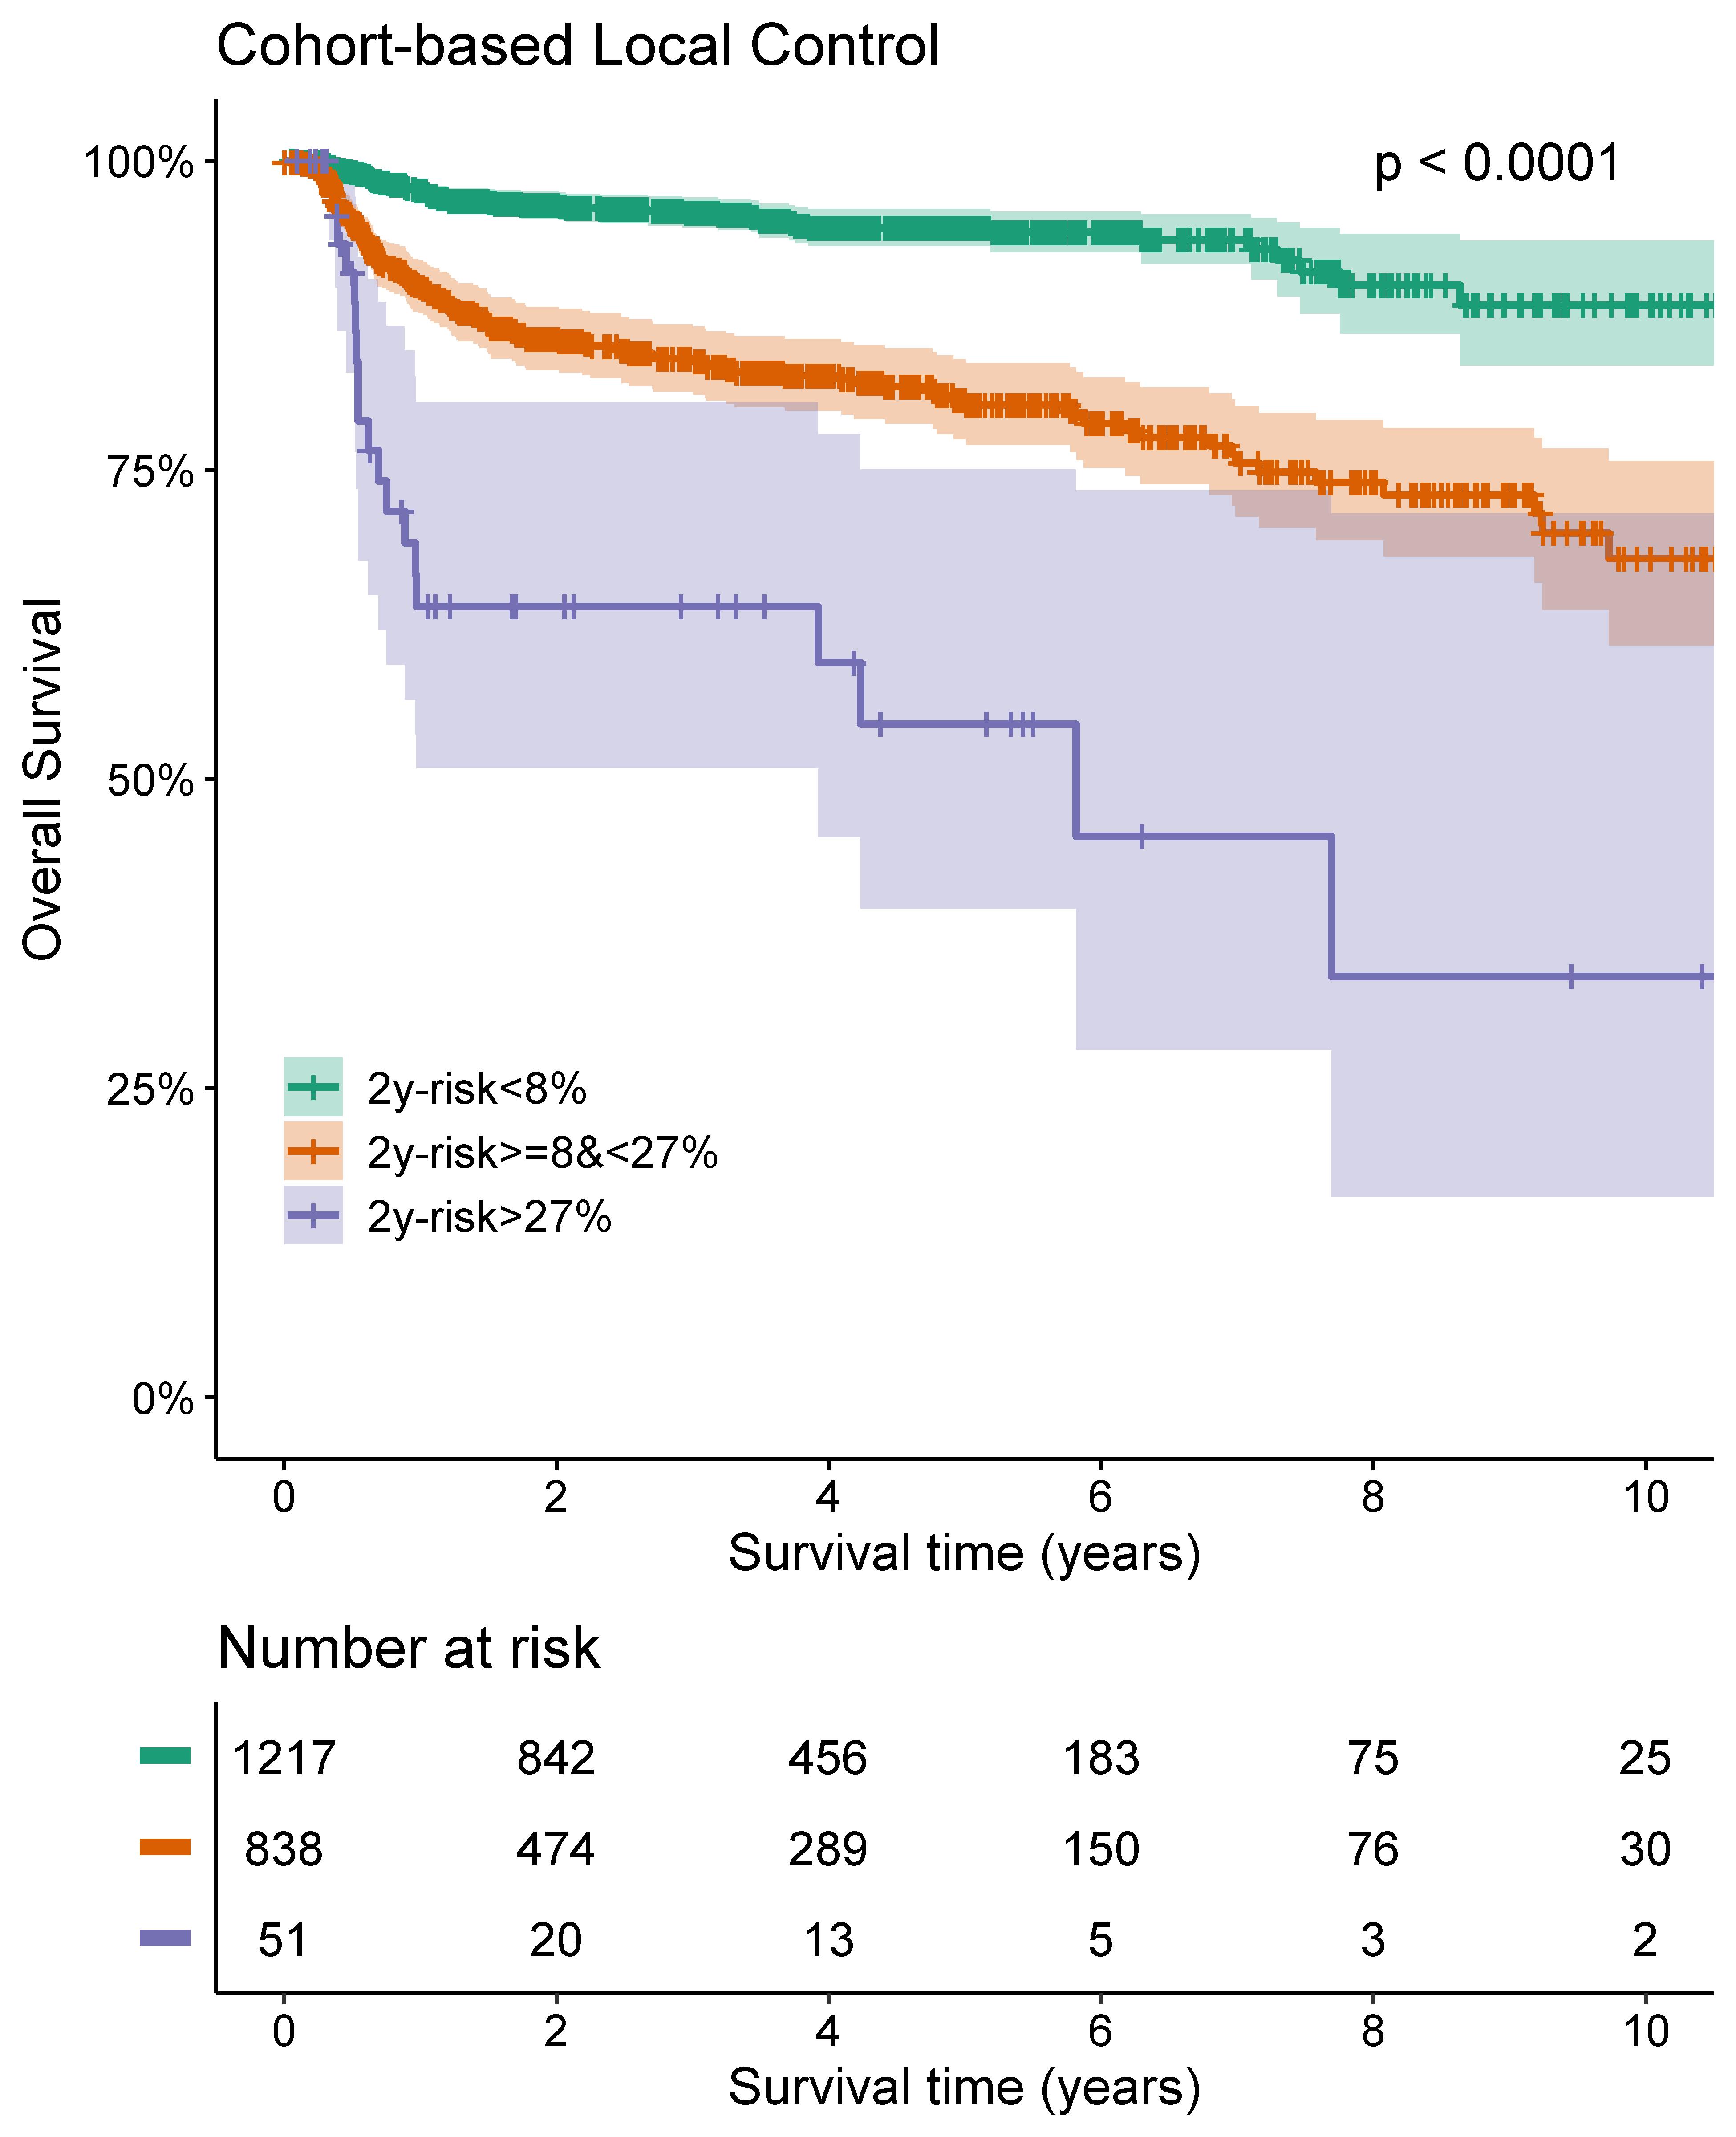 Cohort-based Local Control
p < 0.0001
100%
75%
50%
25%
0%
Overall Survival
2y-risk<8%
2y-risk>=8&<27%
2y-risk>27%
0 2 4 6 8 10
Survival time (years)
Number at risk
1217 842 456 183 75 25
838 474 289 150 76 30
51 20 13 5 3 2
0 2 4 6 8 10
Survival time (years)